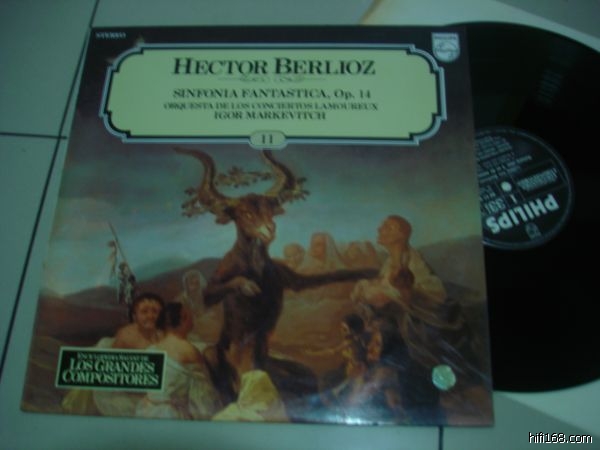 STEREO
PHILIPS
HECTOR BERLIOZ
SINFONIA FANTASTICA, Op. 14
ORQUESTA DE LOS CONCIERTOS LAMOUREUX
IGOR MARKEVITCH
11
PHILIPS
ENCICLOPEDIA SALVAT DE
LOS GRANDES
COMPOSITORES
hifi168.com